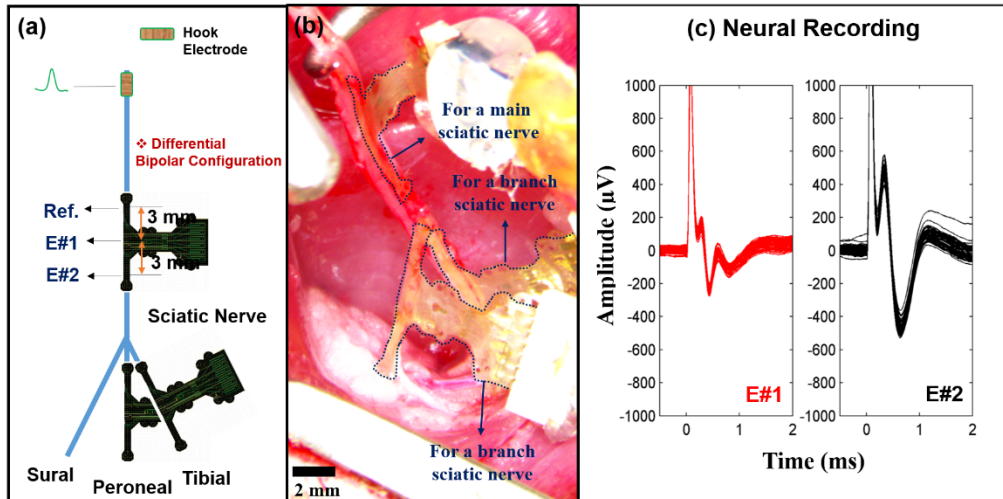 (a)
Hook
Electrode
❖ Differential
Bipolar Configuration
Ref.
3 mm
E#1
3 mm
E#2
Sciatic Nerve
Sural
Peroneal
Tibial
(b)
For a main
sciatic nerve
For a branch
sciatic nerve
For a branch
sciatic nerve
2 mm
(c) Neural Recording
Amplitude (μV)
1000
800
600
400
200
0
-200
-400
-600
-800
-1000
E#1
0
1
2
1000
800
600
400
200
0
-200
-400
-600
-800
-1000
E#2
0
1
2
Time (ms)